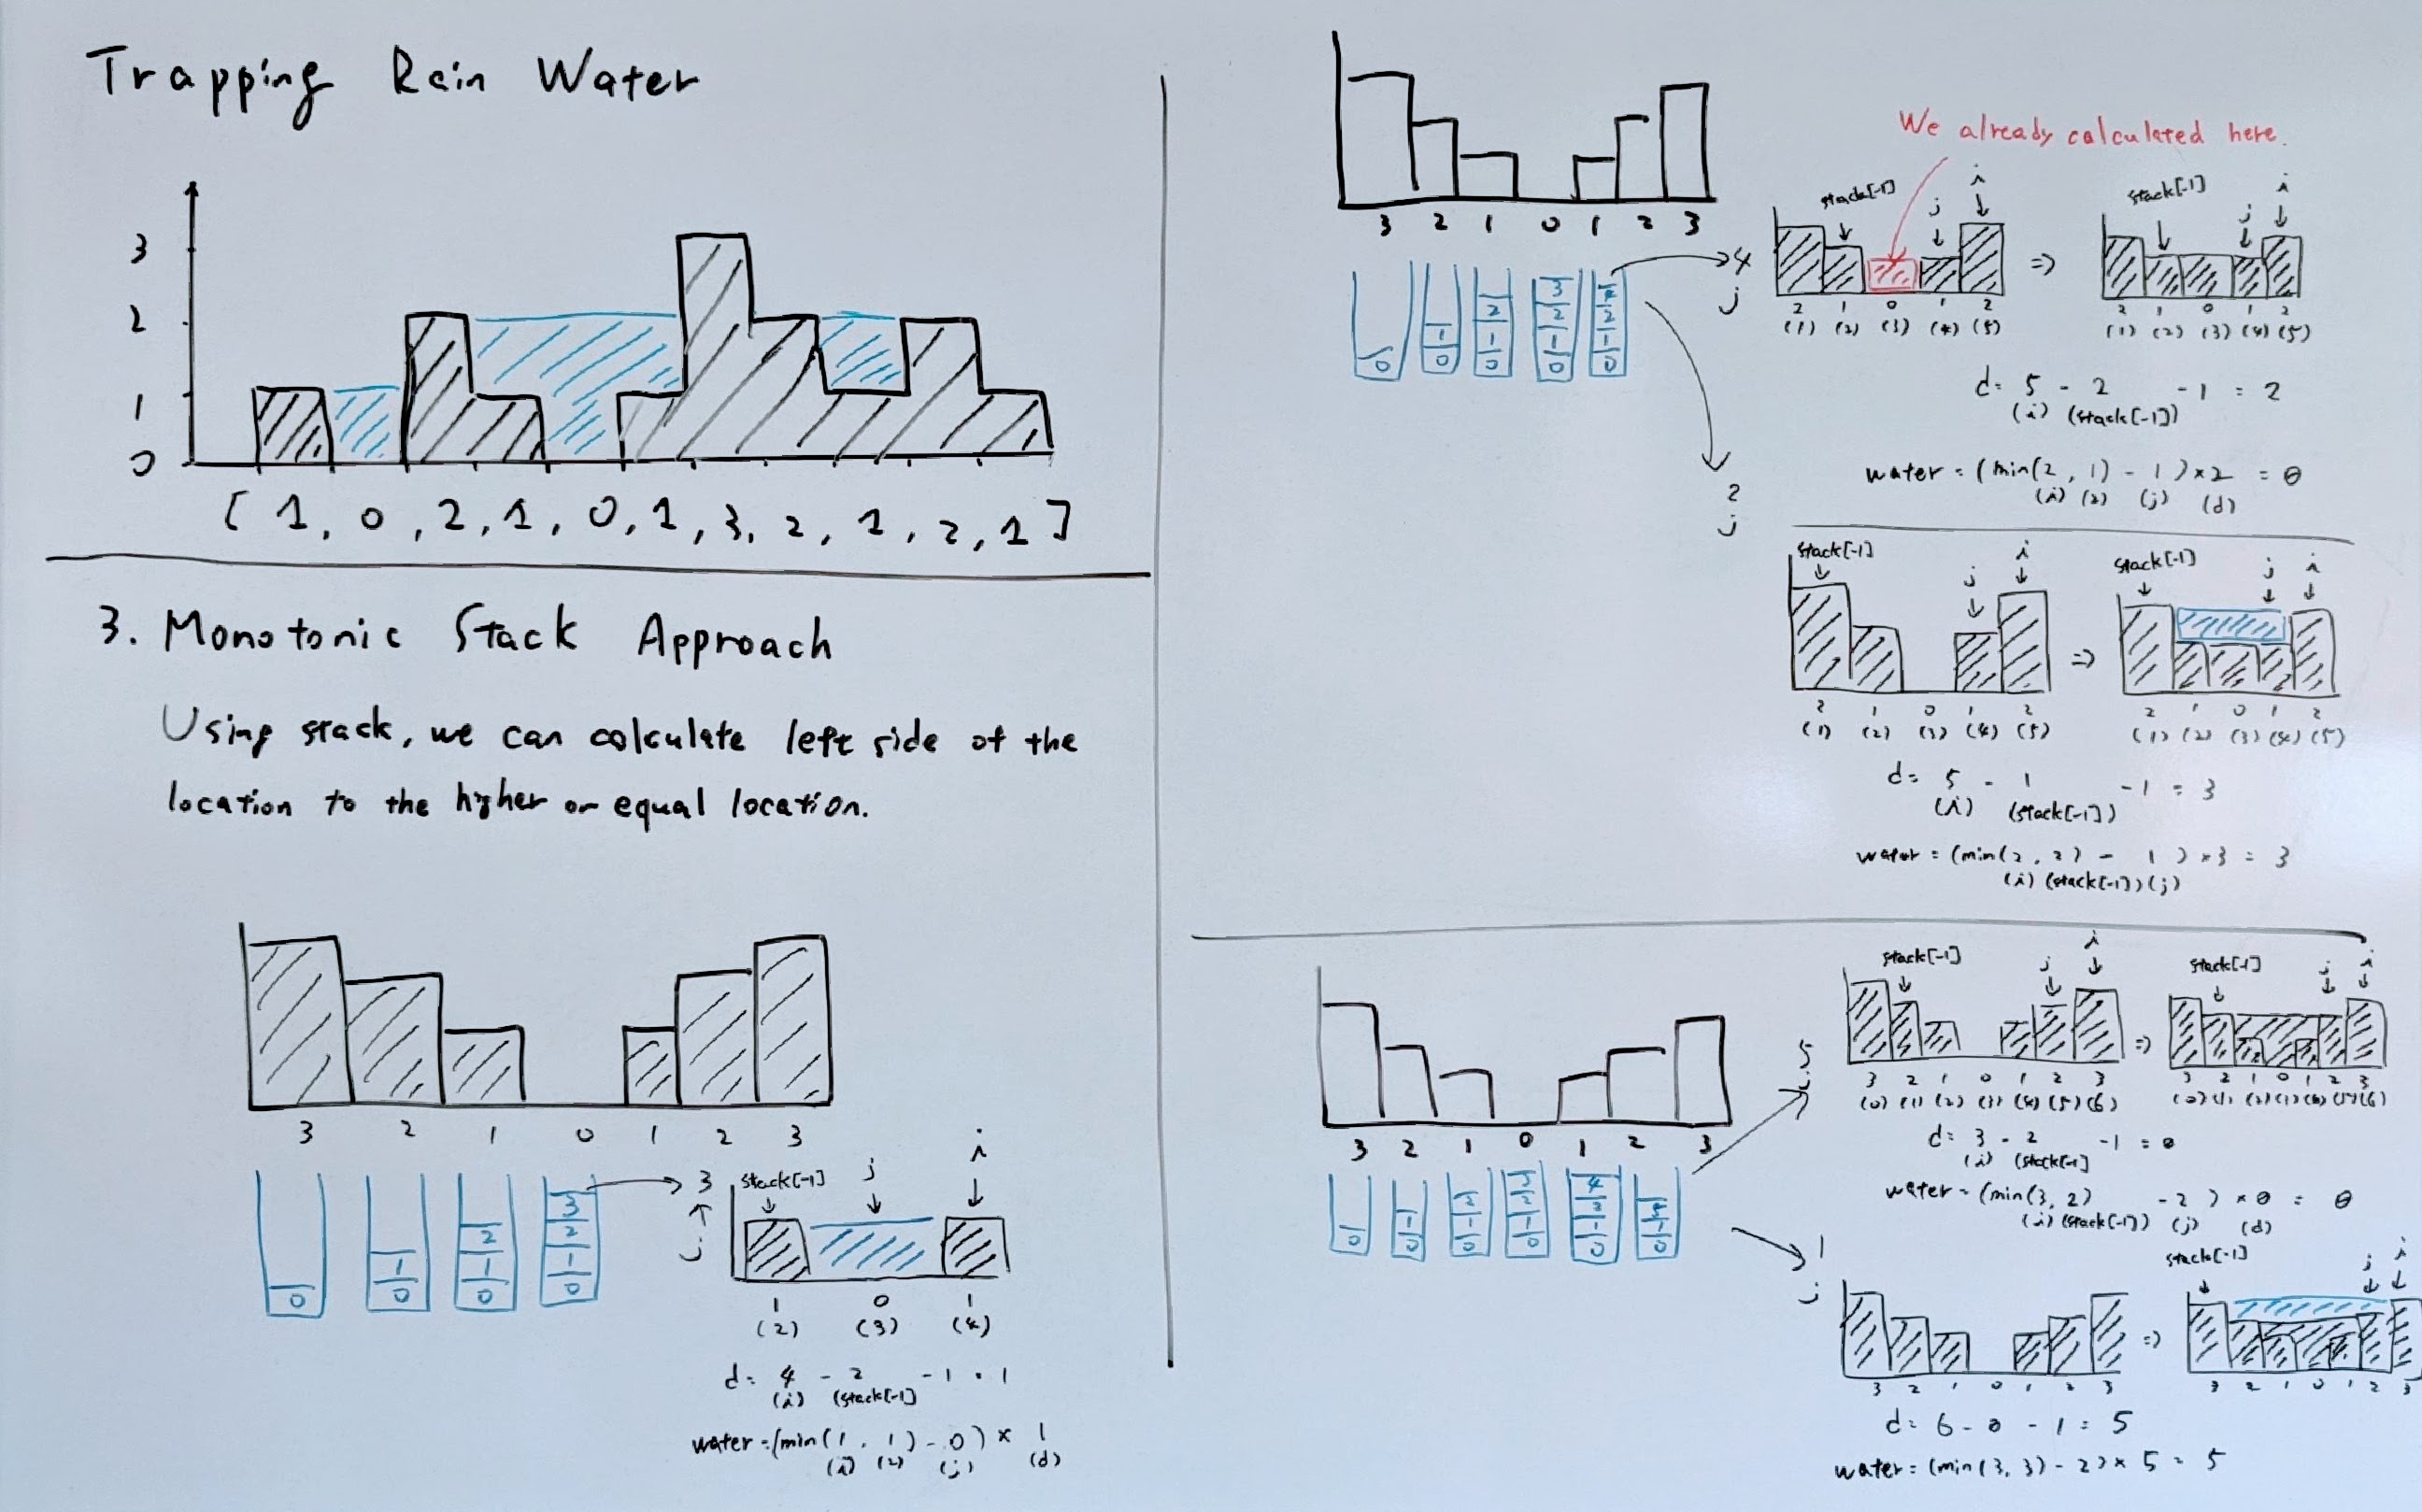 Trapping Rain Water
3
2
1
0
[ 1, 0, 2, 1, 0, 1, 3, 2, 1, 2, 1 ]
3. Monotonic Stack Approach
Using stack, we can calculate left side of the
location to the higher or equal location.
3 2 1 0 1 2 3
0
1
0
2
1
0
3
2
1
0
3
↑
j
stack[-1] j i
1 0 1
(2) (3) (4)
d = 4 - 2 - 1 = 1
(i) (stack[-1]
water = (min(1, 1) - 0) × 1
(i) (2) (j) (d)
3 2 1 0 1 2 3
0
1
0
2
1
0
3
2
1
0
4
2
1
0
4
j
We already calculated here.
stack[-1] j i
2 1 0 1 2
(1) (2) (3) (4) (5)
⇒
stack[-1] j i
2 1 0 1 2
(1) (2) (3) (4) (5)
d = 5 - 2 - 1 = 2
(i) (stack[-1])
water = (min(2, 1) - 1) × 2 = 0
(i) (2) (j) (d)
2
j
stack[-1] j i
2 1 0 1 2
(1) (2) (3) (4) (5)
⇒
stack[-1] j i
2 1 0 1 2
(1) (2) (3) (4) (5)
d = 5 - 1 - 1 = 3
(i) (stack[-1])
water = (min(2, 2) - 1) × 3 = 3
(i) (stack[-1]) (j)
3 2 1 0 1 2 3
0
1
0
2
1
0
3
2
1
0
4
1
0
1
0
5
stack[-1] j i
3 2 1 0 1 2 3
(0) (1) (2) (3) (4) (5) (6)
⇒
stack[-1] j i
3 2 1 0 1 2 3
d = 3 - 2 - 1 = 0
(i) (stack[-1]
water = (min(3, 2) - 2) × 0 = 0
(i) (stack[-1]) (j) (d)
1
j
3 2 1 0 1 2 3
⇒
stack[-1] j i
3 2 1 0 1 2 3
d = 6 - 0 - 1 = 5
water = (min(3, 3) - 2) × 5 = 5